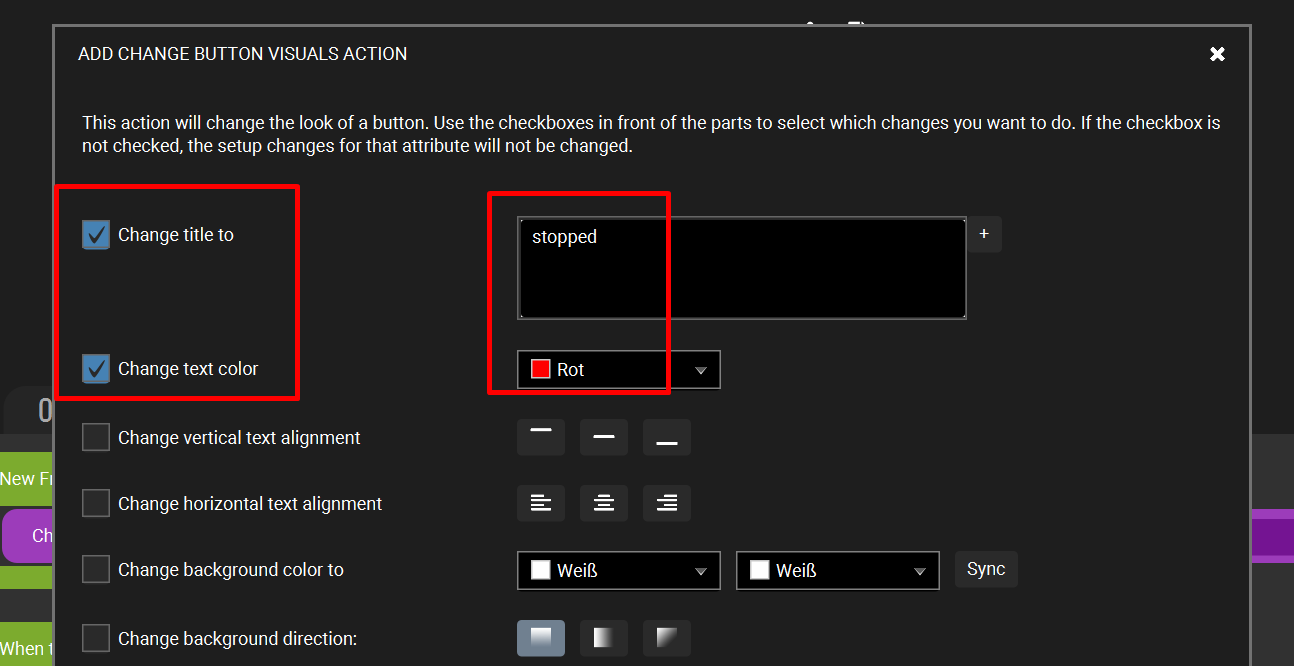 ADD CHANGE BUTTON VISUALS ACTION
This action will change the look of a button. Use the checkboxes in front of the parts to select which changes you want to do. If the checkbox is
not checked, the setup changes for that attribute will not be changed.
Change title to
stopped
+
Change text color
Rot
0
Change vertical text alignment
New
Change horizontal text alignment
Ch
Change background color to
Weiß
Weiß
Sync
Change background direction:
When